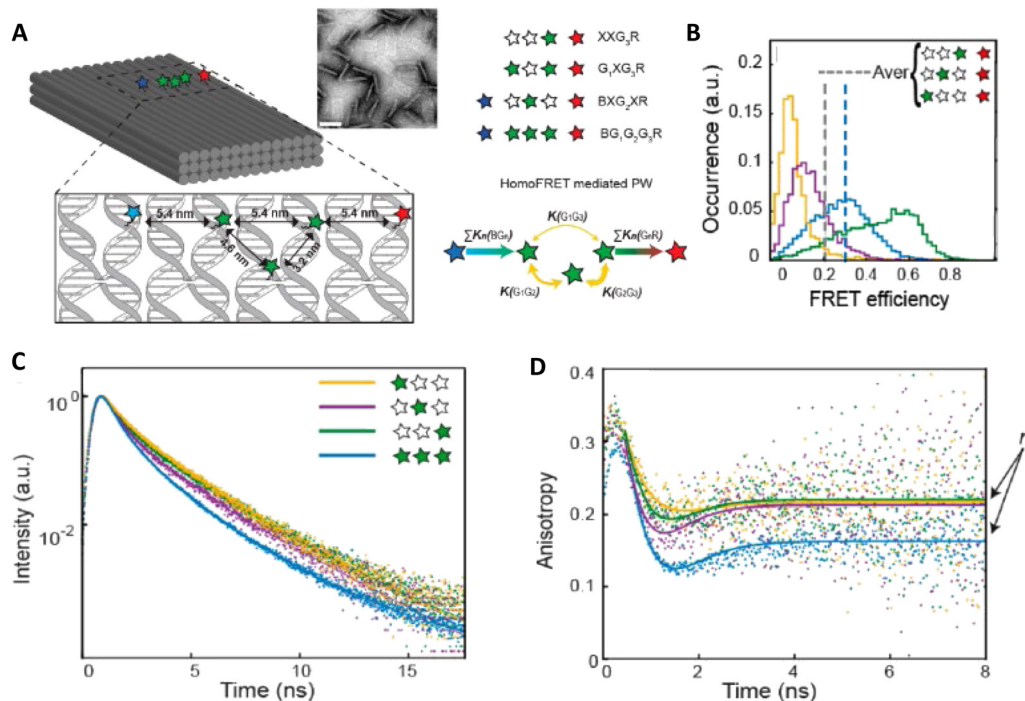 A
XXG₃R
G₁XG₃R
BXG₂XR
BG₁G₂G₃R
5.4 nm
5.4 nm
5.4 nm
4.6 nm
3.2 nm
HomoFRET mediated PW
K(G₁G₃)
∑Kₙ(BGₙ)
∑Kₙ(GₙR)
K(G₁G₂)
K(G₂G₃)
B
Occurrence (a.u.)
0.2
0.15
0.1
0.05
0
Aver
0 0.2 0.4 0.6 0.8
FRET efficiency
C
Intensity (a.u.)
10⁰
10⁻²
0 5 10 15
Time (ns)
D
Anisotropy
0.4
0.3
0.2
0.1
0
0 2 4 6 8
Time (ns)
r